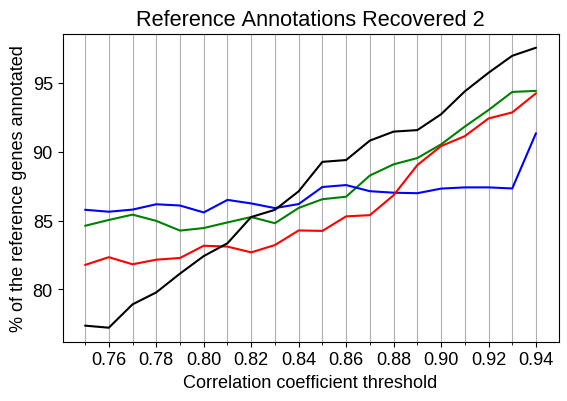 Reference Annotations Recovered 2
% of the reference genes annotated
95
90
85
80
0.76 0.78 0.80 0.82 0.84 0.86 0.88 0.90 0.92 0.94
Correlation coefficient threshold